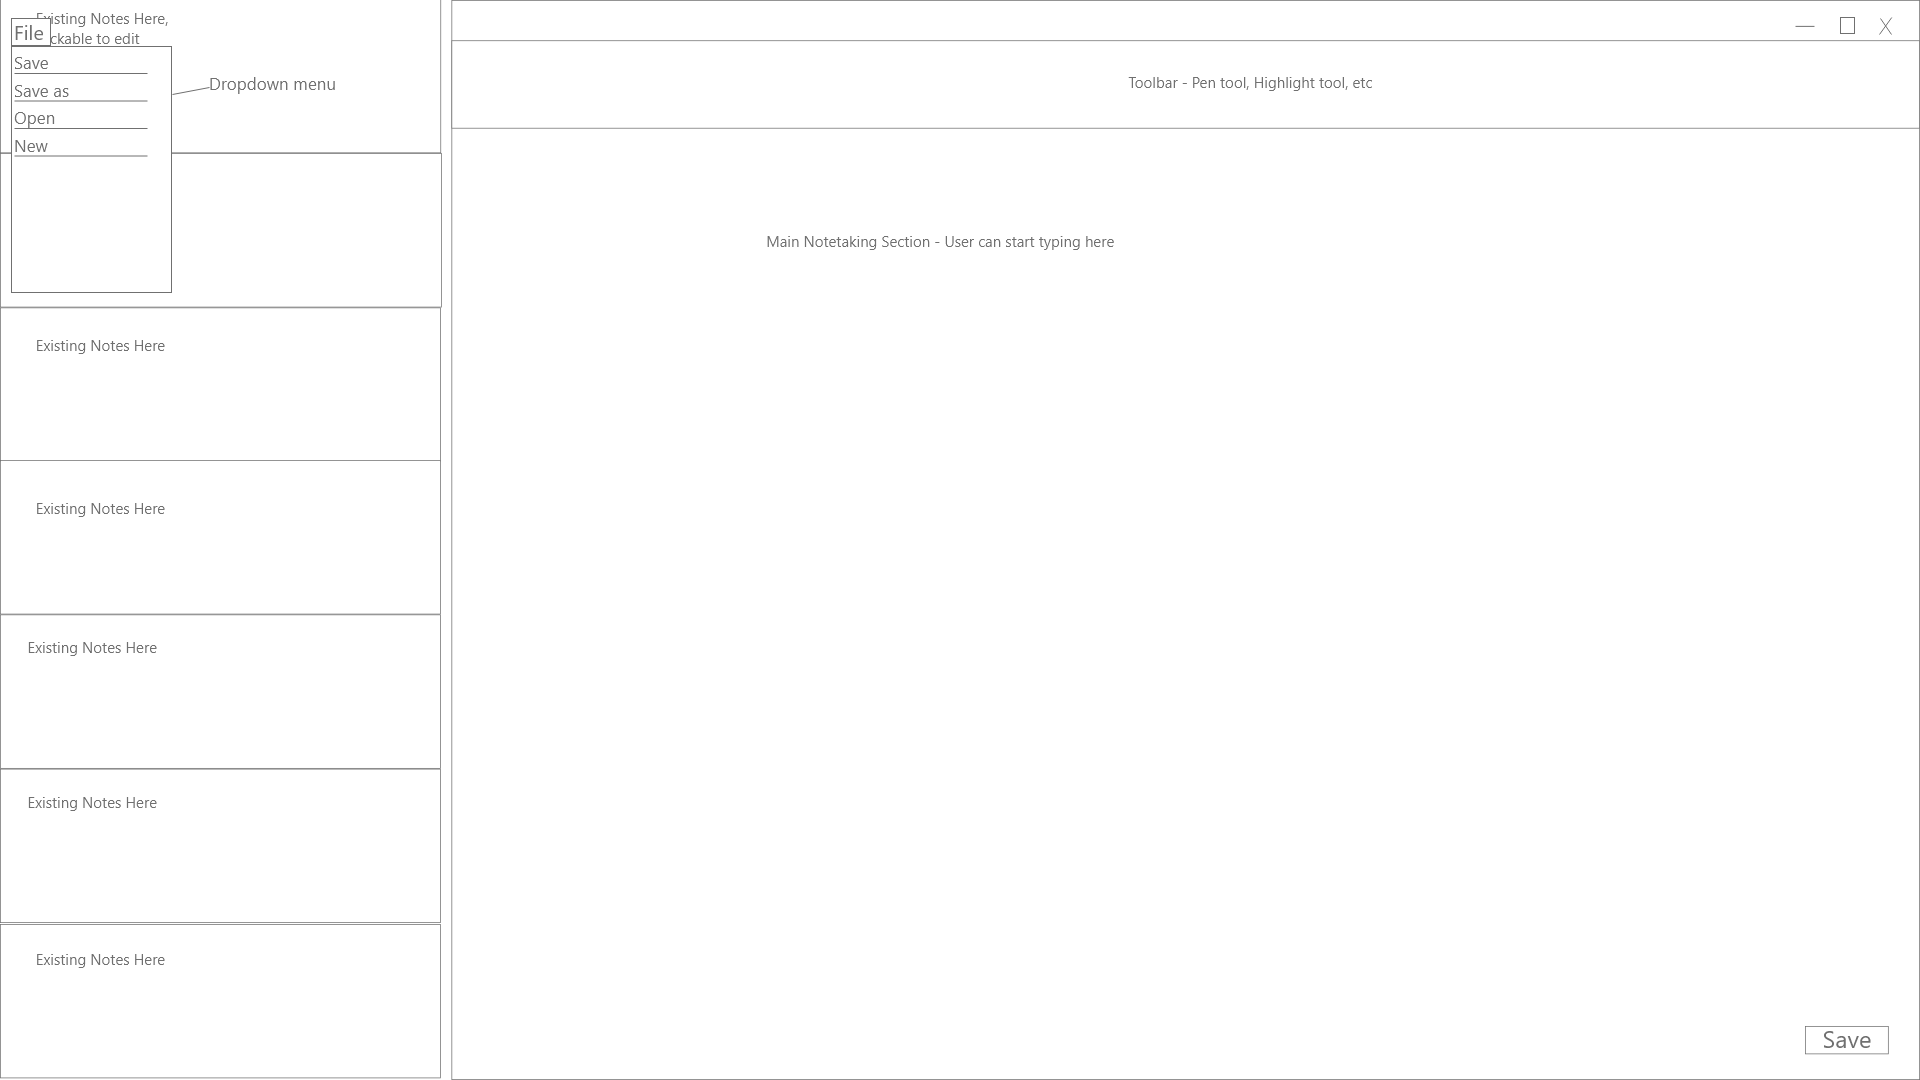 Existing Notes Here,
ckable to edit
File
Save
Save as
Open
New
Dropdown menu
X
Toolbar - Pen tool, Highlight tool, etc
Main Notetaking Section - User can start typing here
Existing Notes Here
Existing Notes Here
Existing Notes Here
Existing Notes Here
Existing Notes Here
Save